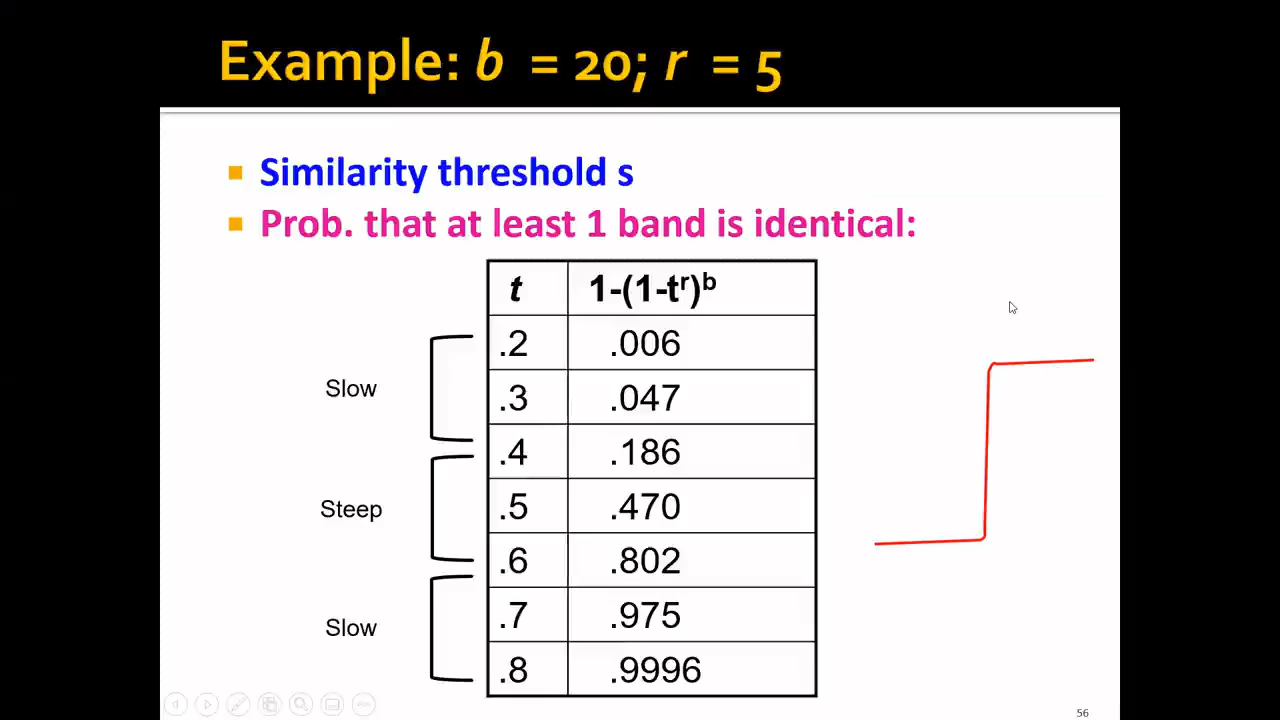 Example: b = 20; r = 5
Similarity threshold s
Prob. that at least 1 band is identical:
t 1-(1-tʳ)ᵇ
.2 .006
Slow
.3 .047
.4 .186
Steep
.5 .470
.6 .802
Slow
.7 .975
.8 .9996
56